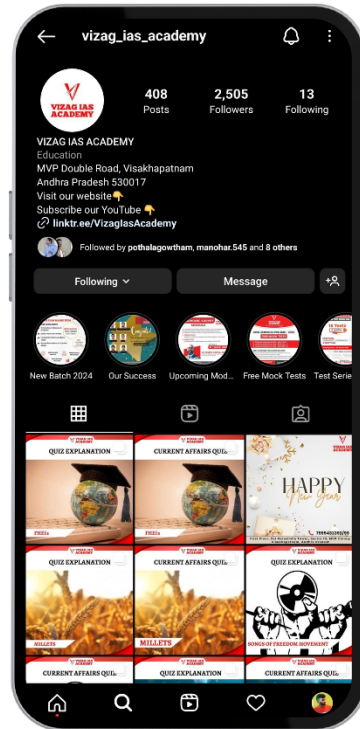 vizag_ias_academy
VIZAG IAS
ACADEMY
408
Posts
2,505
Followers
13
Following
VIZAG IAS ACADEMY
Education
MVP Double Road, Visakhapatnam
Andhra Pradesh 530017
Visit our website👇
Subscribe our YouTube 👇
linktr.ee/VizagIasAcademy
Followed by pothalagowtham, manohar.545 and 8 others
Following
Message
New Batch 2024
Our Success
Upcoming Mod...
Free Mock Tests
Test Serie
QUIZ EXPLANATION
CURRENT AFFAIRS QUIz
HAPPY
New Year
QUIZ EXPLANATION
MILLETS
CURRENT AFFAIRS QUIz
MILLETS
QUIZ EXPLANATION
SONGS OF FREEDOM MOVEMENT
CURRENT AFFAIRS QUIz
QUIZ EXPLANATION
CURRENT AFFAIRS QUIz